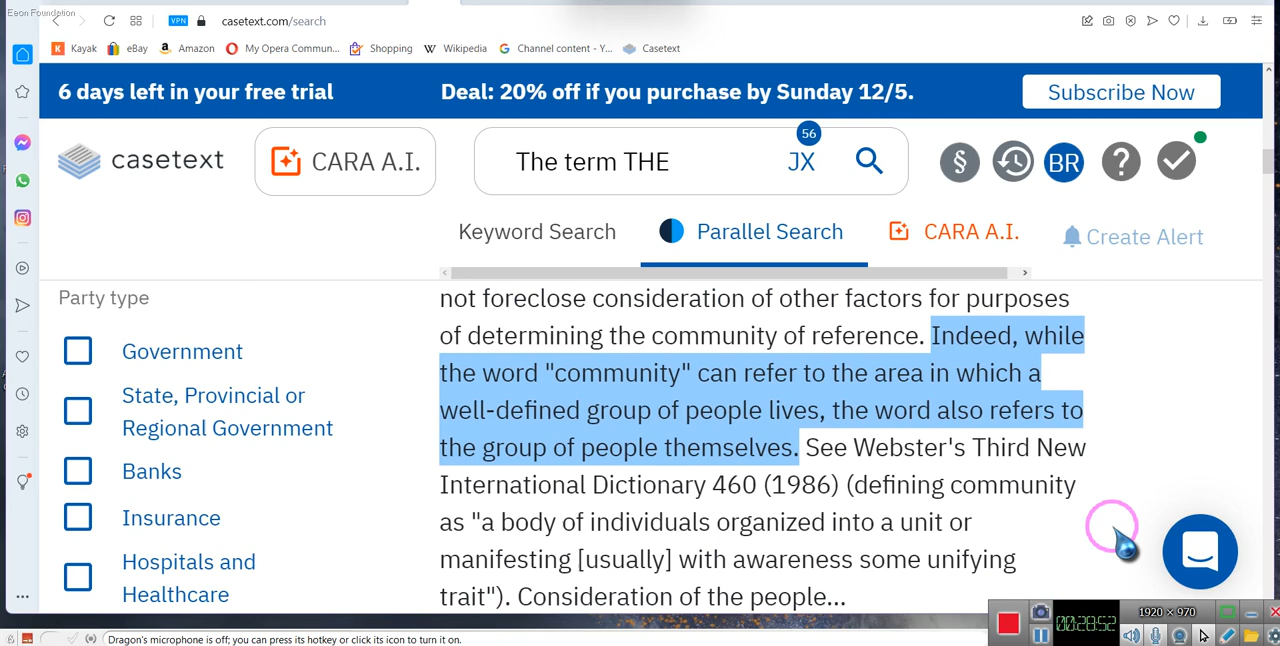 Eeon Foundation
VPN casetext.com/search
Kayak eBay Amazon My Opera Commun... Shopping Wikipedia Channel content - Y... Casetext
6 days left in your free trial Deal: 20% off if you purchase by Sunday 12/5. Subscribe Now
casetext CARA A.I. The term THE 56 JX § BR ?
Keyword Search Parallel Search CARA A.I. Create Alert
Party type
Government
State, Provincial or
Regional Government
Banks
Insurance
Hospitals and
Healthcare
not foreclose consideration of other factors for purposes
of determining the community of reference. Indeed, while
the word "community" can refer to the area in which a
well-defined group of people lives, the word also refers to
the group of people themselves. See Webster's Third New
International Dictionary 460 (1986) (defining community
as "a body of individuals organized into a unit or
manifesting [usually] with awareness some unifying
trait"). Consideration of the people...
1920 × 970
00:28:52
Dragon's microphone is off; you can press its hotkey or click its icon to turn it on.